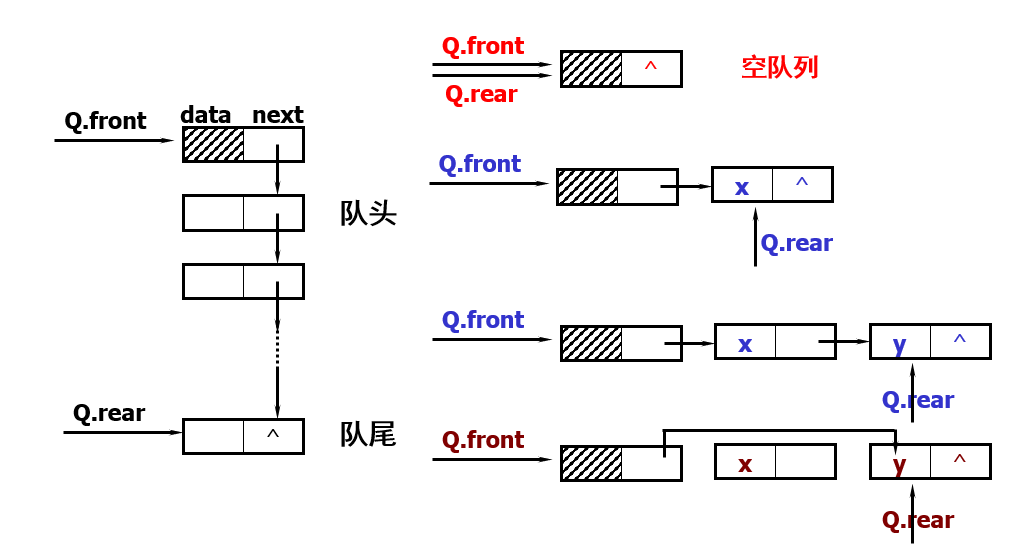 Q.front
data next
队头
Q.rear
^
队尾
Q.front
Q.rear
^
空队列
Q.front
x ^
Q.rear
Q.front
x
y ^
Q.rear
Q.front
x
y ^
Q.rear